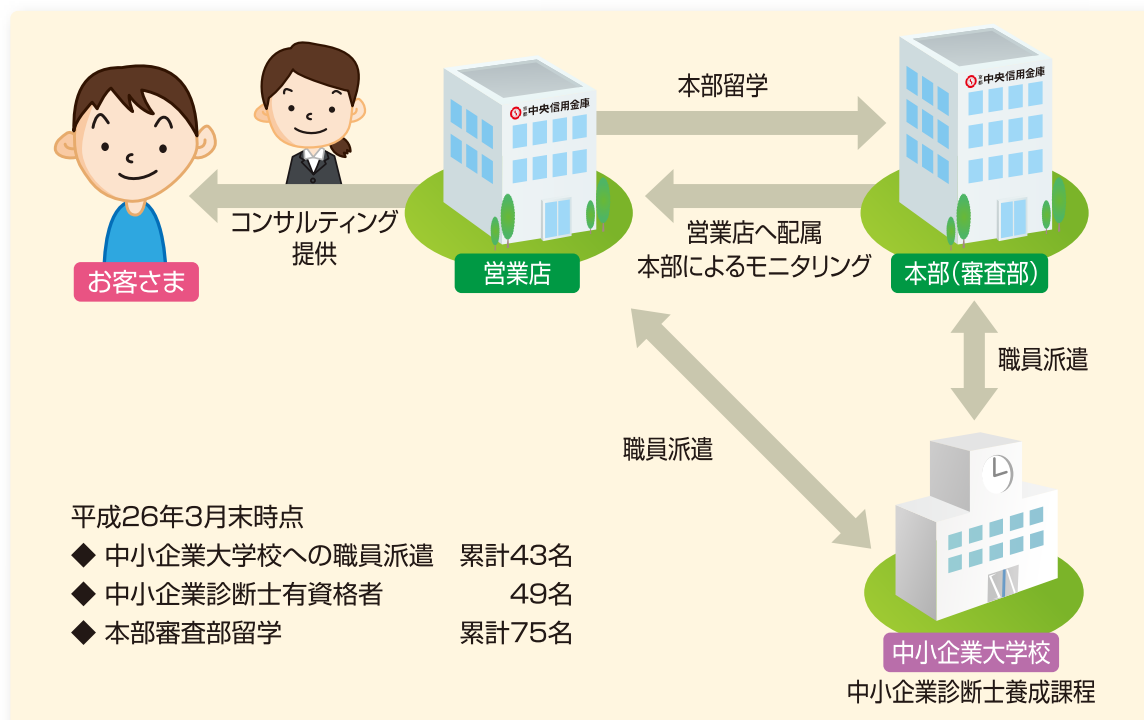 京都中央信用金庫
京都中央信用金庫
本部留学
コンサルティング
提供
営業店へ配属
本部によるモニタリング
お客さま
営業店
本部(審査部)
職員派遣
職員派遣
平成26年3月末時点
◆ 中小企業大学校への職員派遣 累計43名
◆ 中小企業診断士有資格者 49名
◆ 本部審査部留学 累計75名
中小企業大学校
中小企業診断士養成課程